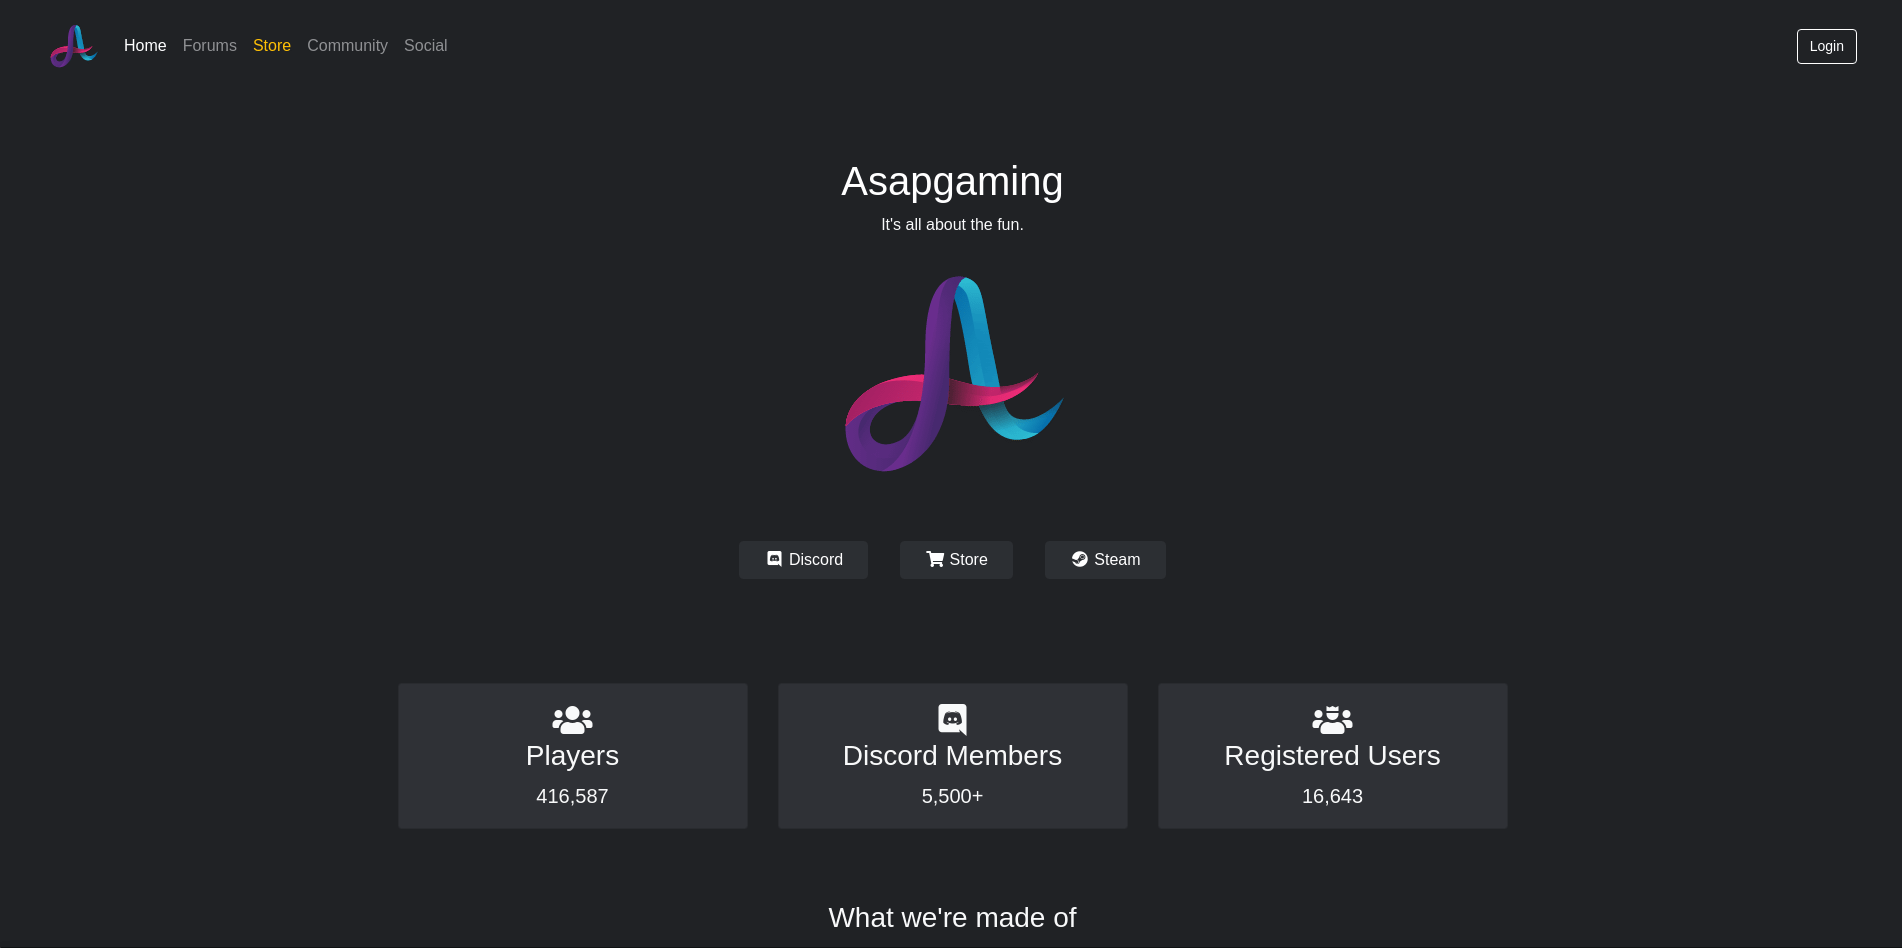 Home Forums Store Community Social Login
Asapgaming
It's all about the fun.
Discord Store Steam
Players Discord Members Registered Users
416,587 5,500+ 16,643
What we're made of